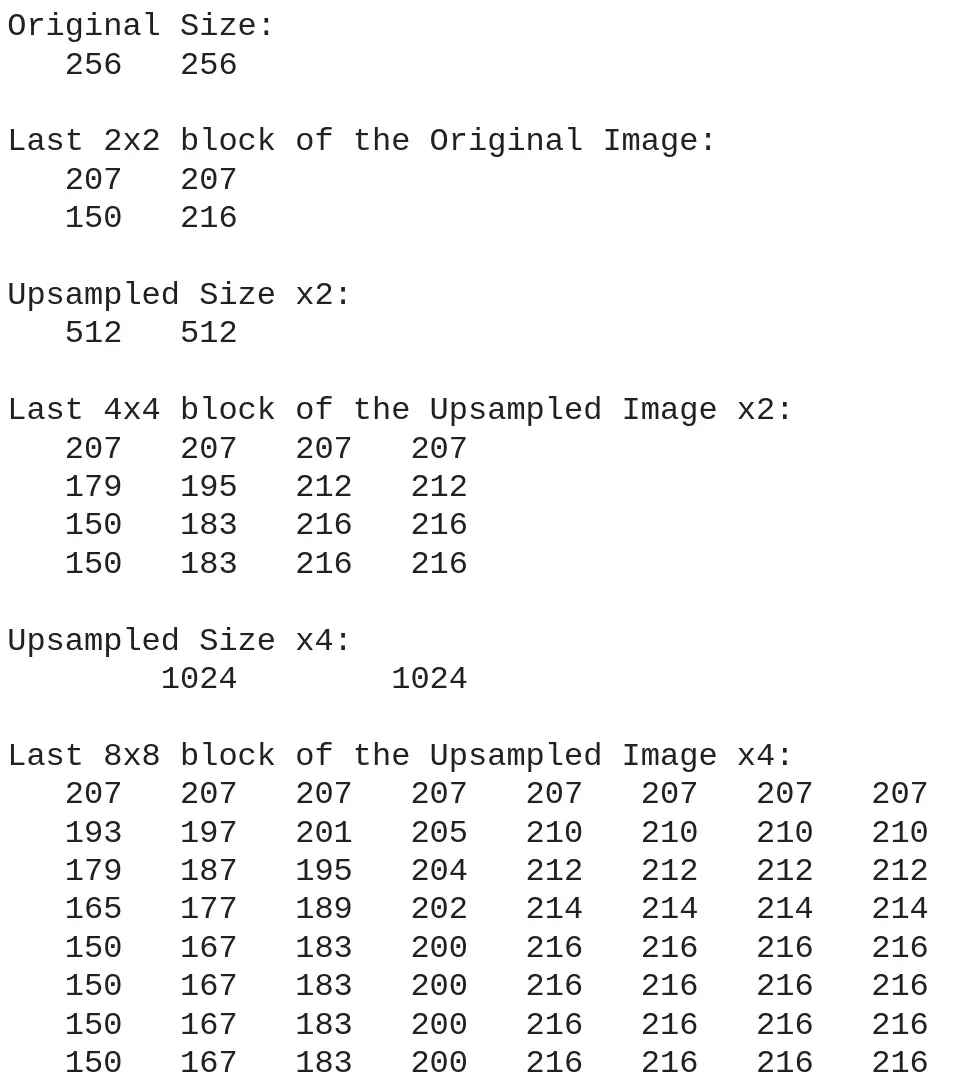 Original Size:
   256   256

Last 2x2 block of the Original Image:
   207   207
   150   216

Upsampled Size x2:
   512   512

Last 4x4 block of the Upsampled Image x2:
   207   207   207   207
   179   195   212   212
   150   183   216   216
   150   183   216   216

Upsampled Size x4:
        1024        1024

Last 8x8 block of the Upsampled Image x4:
   207   207   207   207   207   207   207   207
   193   197   201   205   210   210   210   210
   179   187   195   204   212   212   212   212
   165   177   189   202   214   214   214   214
   150   167   183   200   216   216   216   216
   150   167   183   200   216   216   216   216
   150   167   183   200   216   216   216   216
   150   167   183   200   216   216   216   216